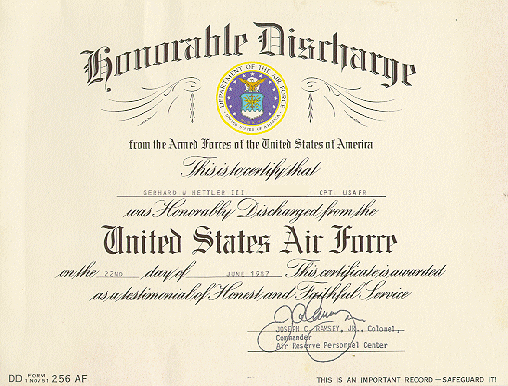 Honorable Discharge
DEPARTMENT OF THE AIR FORCE
UNITED STATES OF AMERICA
from the Armed Forces of the United States of America
This is to certify that
GEBHARD W HETTLER III CPT. USAFR
was Honorably Discharged from the
United States Air Force
on the 22ND day of JUNE 1987 This certificate is awarded
as a testimonial of Honest and Faithful Service
JOSEPH C. RAMSEY, JR., Colonel,
Commander
Air Reserve Personnel Center
DD FORM 1 NOV 51 256 AF THIS IS AN IMPORTANT RECORD — SAFEGUARD IT!